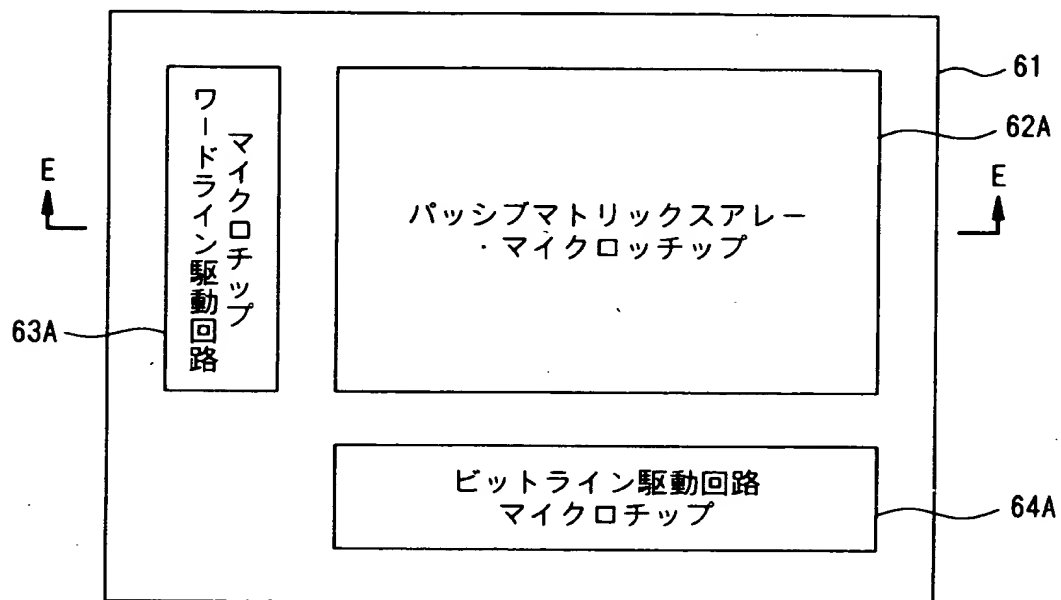 61
62A
E
E
ワードライン駆動回路
マイクロチップ
パッシブマトリックスアレー
・マイクロッチップ
63A
ビットライン駆動回路
マイクロチップ
64A